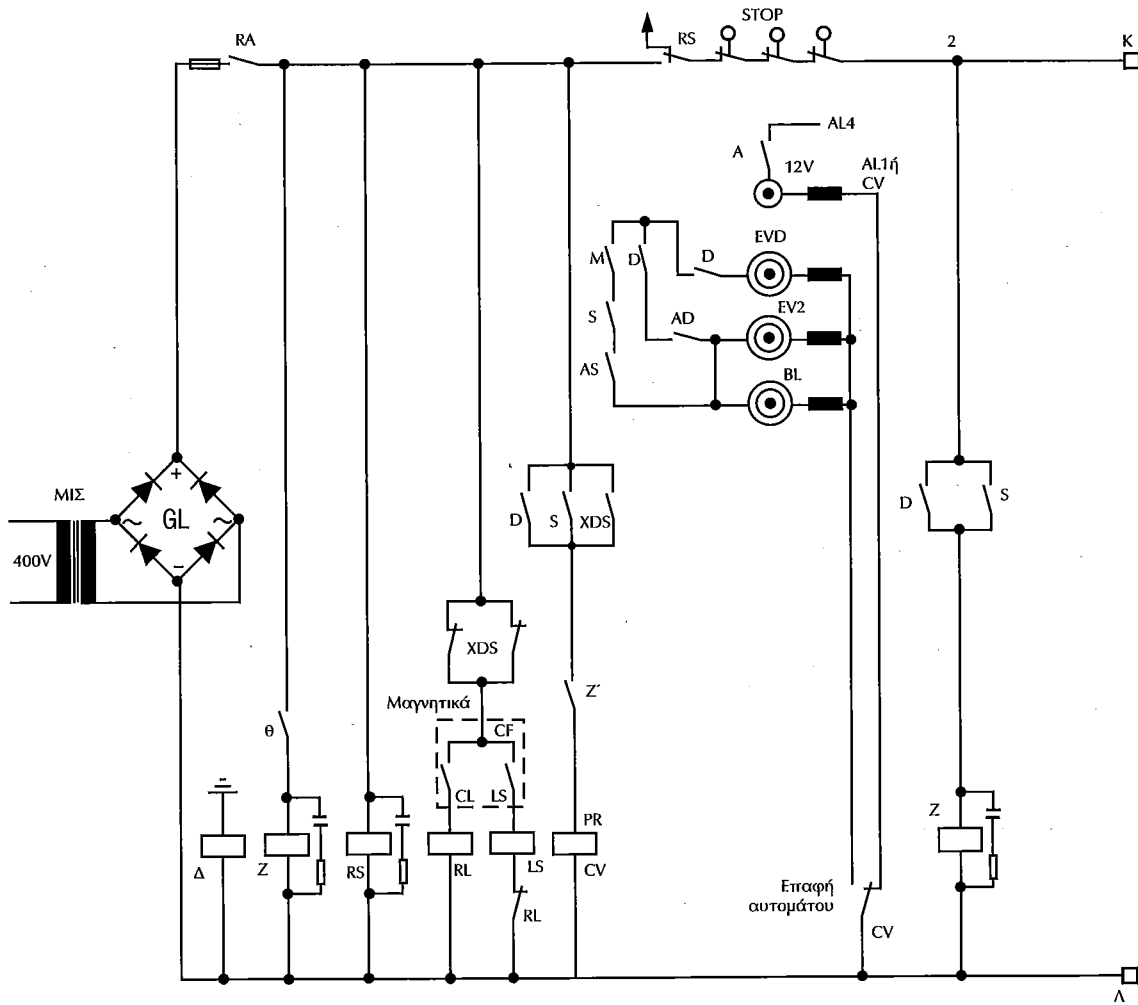 STOP
RA
RS
2
K
AL4
A
12V
AL1ή
CV
EVD
M
D
D
EV2
S
AD
AS
BL
ΜΙΣ
+
GL
400V
−
D
S
XDS
D
S
XDS
Μαγνητικά
Z´
CF
θ
CL
LS
PR
Z
Δ
Z
RS
RL
LS
CV
RL
Επαφή
αυτομάτου
CV
Λ